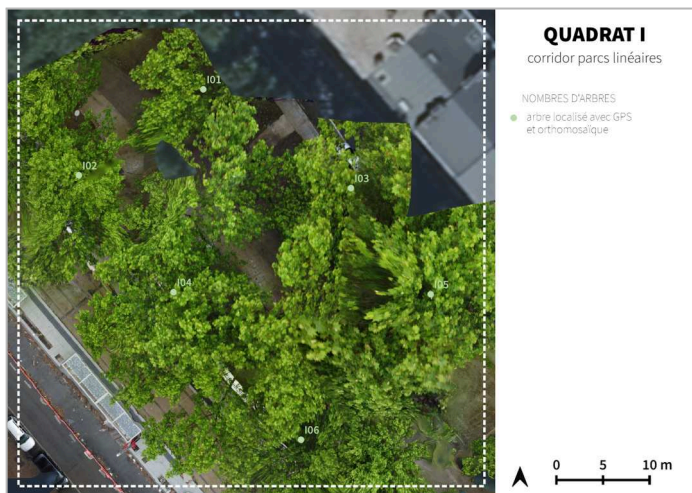 QUADRAT I
corridor parcs linéaires
NOMBRES D'ARBRES
arbre localisé avec GPS
et orthomosaïque
I01
I02
I03
I04
I05
I06
0 5 10 m